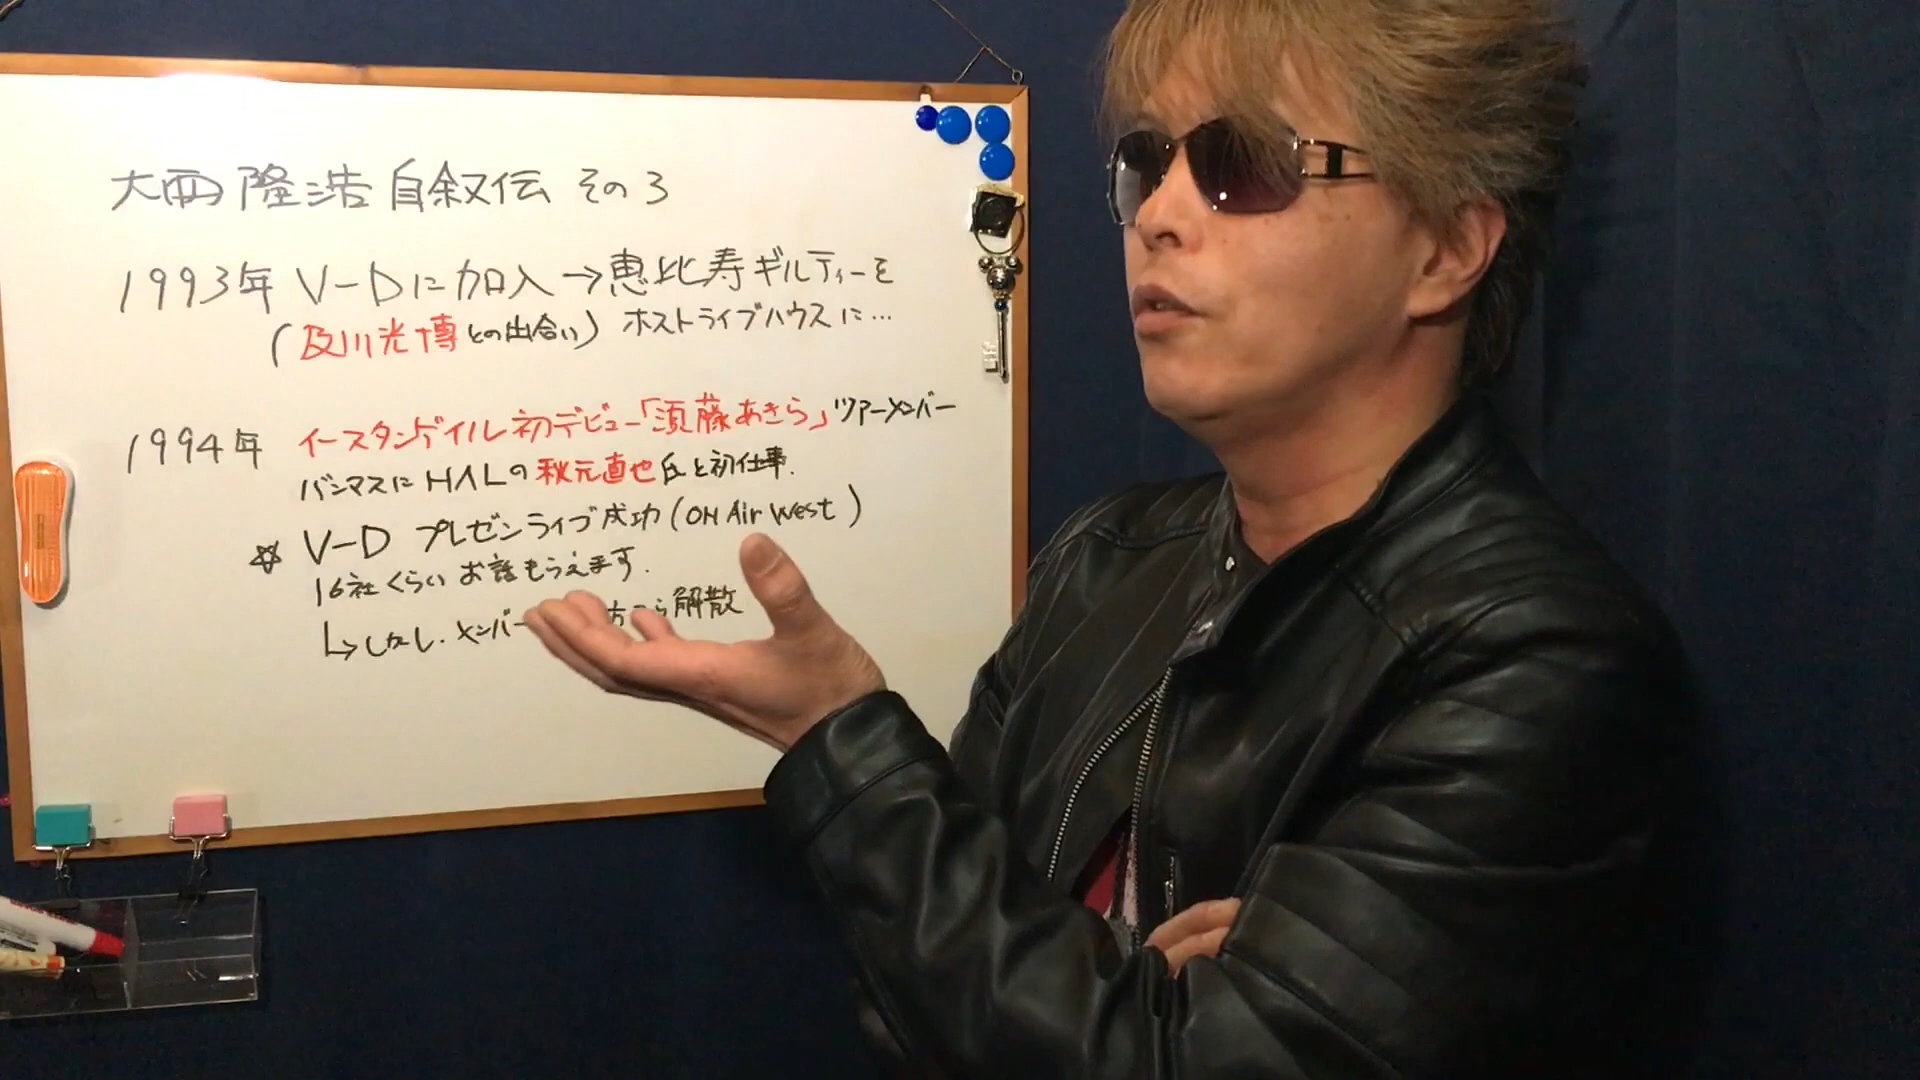 大西隆浩自叙伝 その3
1993年 V-Dに加入→恵比寿ギルティーを
(及川光博との出会い) ホストライブハウスに…
1994年 イースタンゲイル初デビュー「須藤あきら」ツアーメンバー
バンマスにHALの秋元直也氏と初仕事.
☆ V-D プレゼンライブ成功(ON Air West)
16社くらいお話もらえます.
↳しかし.メンバー 方から解散